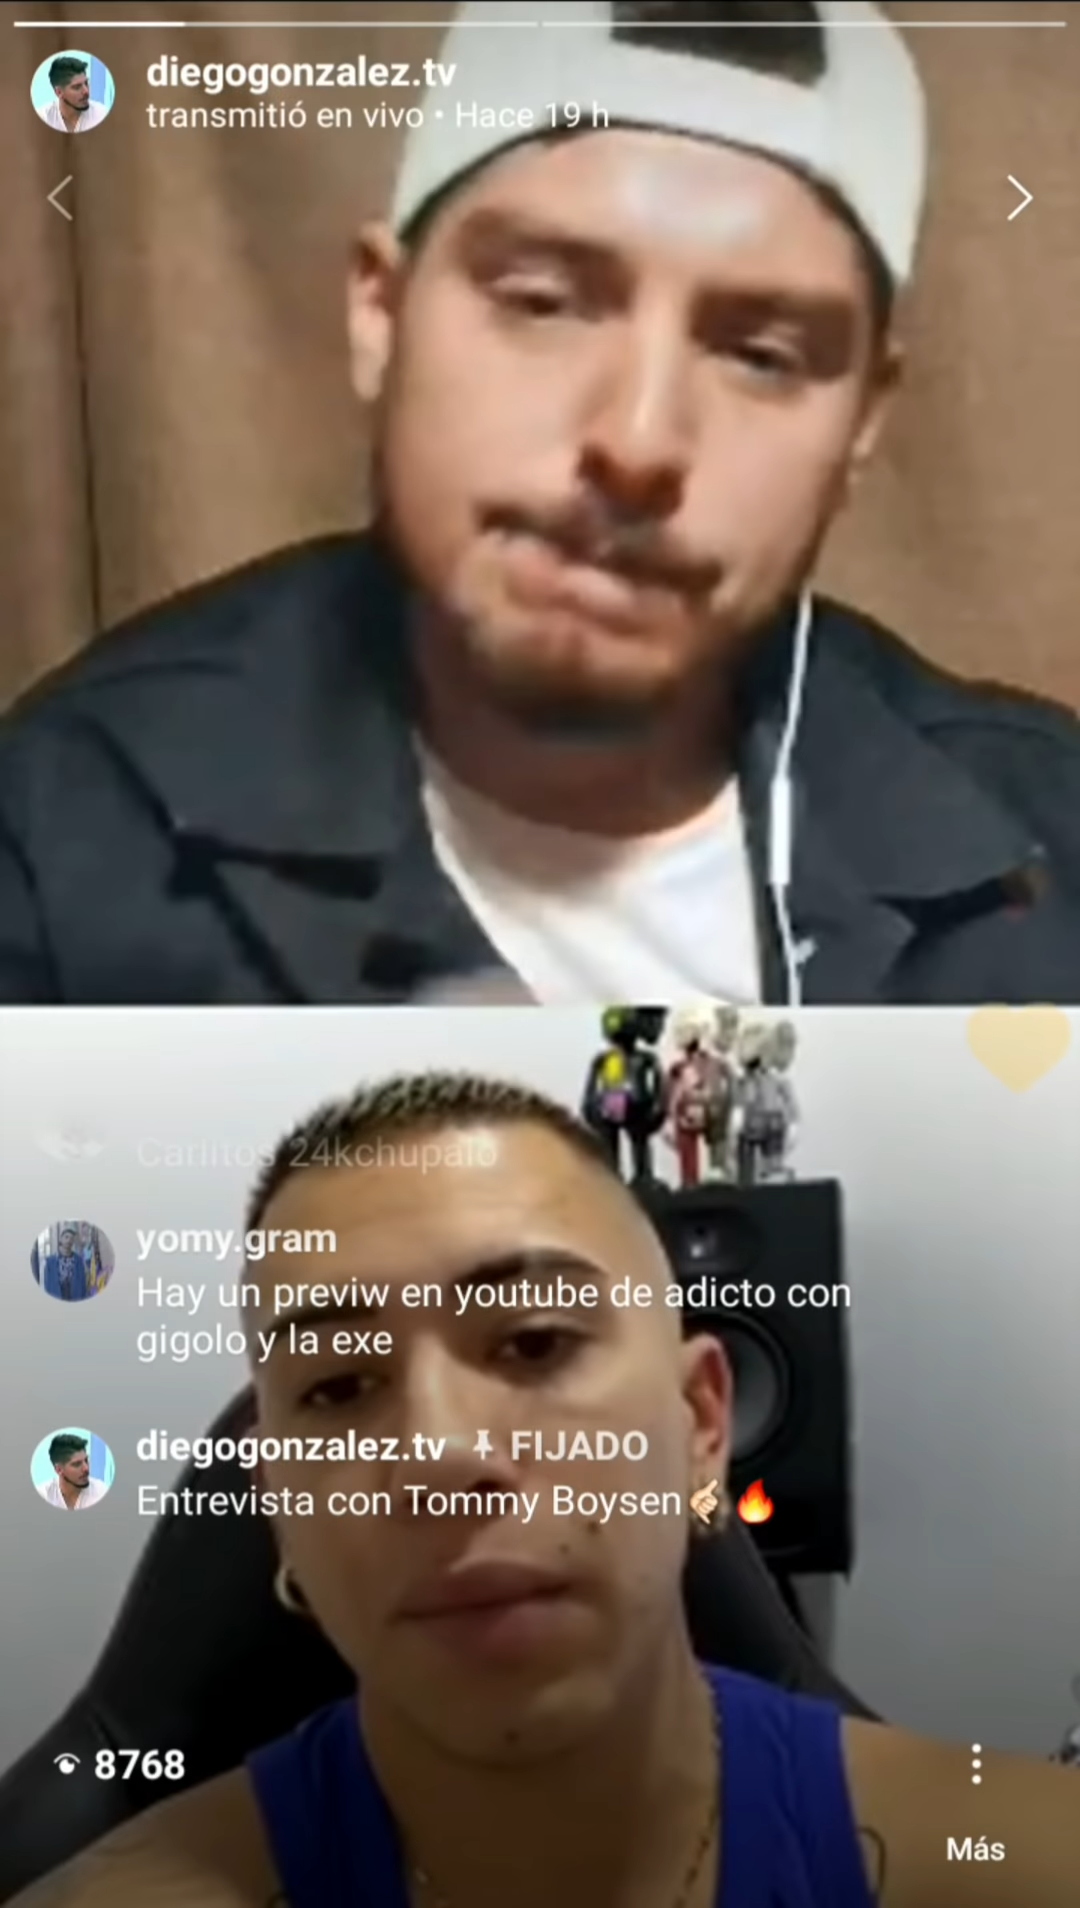 diegogonzalez.tv
transmitió en vivo • Hace 19 h
Carlitos 24kchupalo
yomy.gram
Hay un previw en youtube de adicto con
gigolo y la exe
diegogonzalez.tv FIJADO
Entrevista con Tommy Boysen🤙🏻🔥
8768
Más